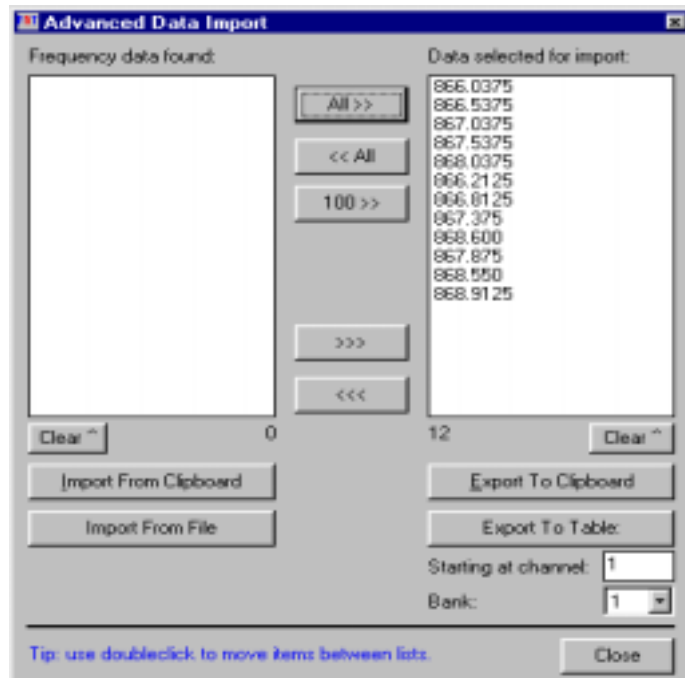 Advanced Data Import
Frequency data found:
Data selected for import:
All >>
<< All
100 >>
>>>
<<<
866.0375
866.5375
867.0375
867.5375
868.0375
866.2125
866.8125
867.375
868.600
867.875
868.550
868.9125
Clear ^
0
12
Clear ^
Import From Clipboard
Export To Clipboard
Import From File
Export To Table:
Starting at channel: 1
Bank: 1
Tip: use doubleclick to move items between lists.
Close